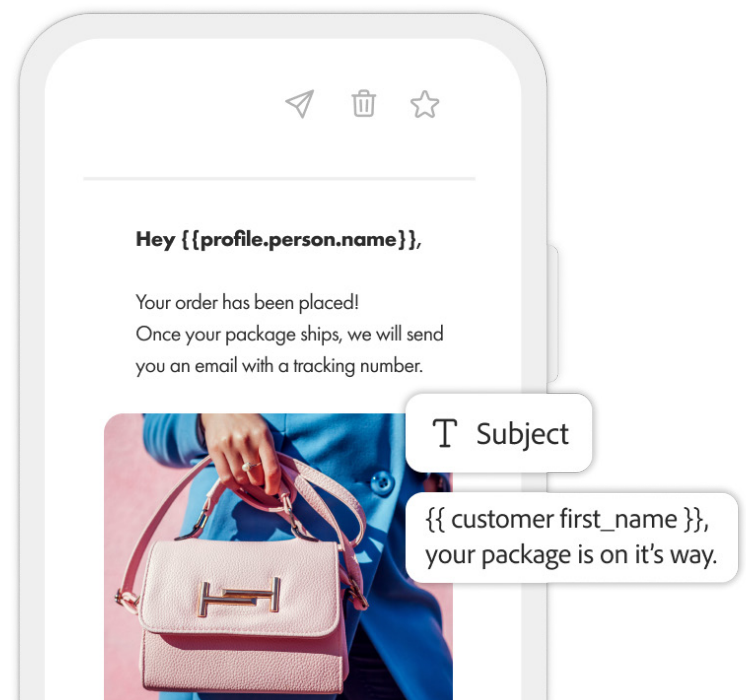 Hey {{profile.person.name}},
Your order has been placed!
Once your package ships, we will send
you an email with a tracking number.
T Subject
{{ customer first_name }},
your package is on it’s way.